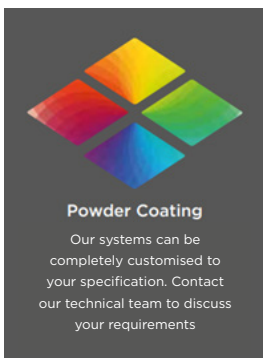 Powder Coating
Our systems can be
completely customised to
your specification. Contact
our technical team to discuss
your requirements